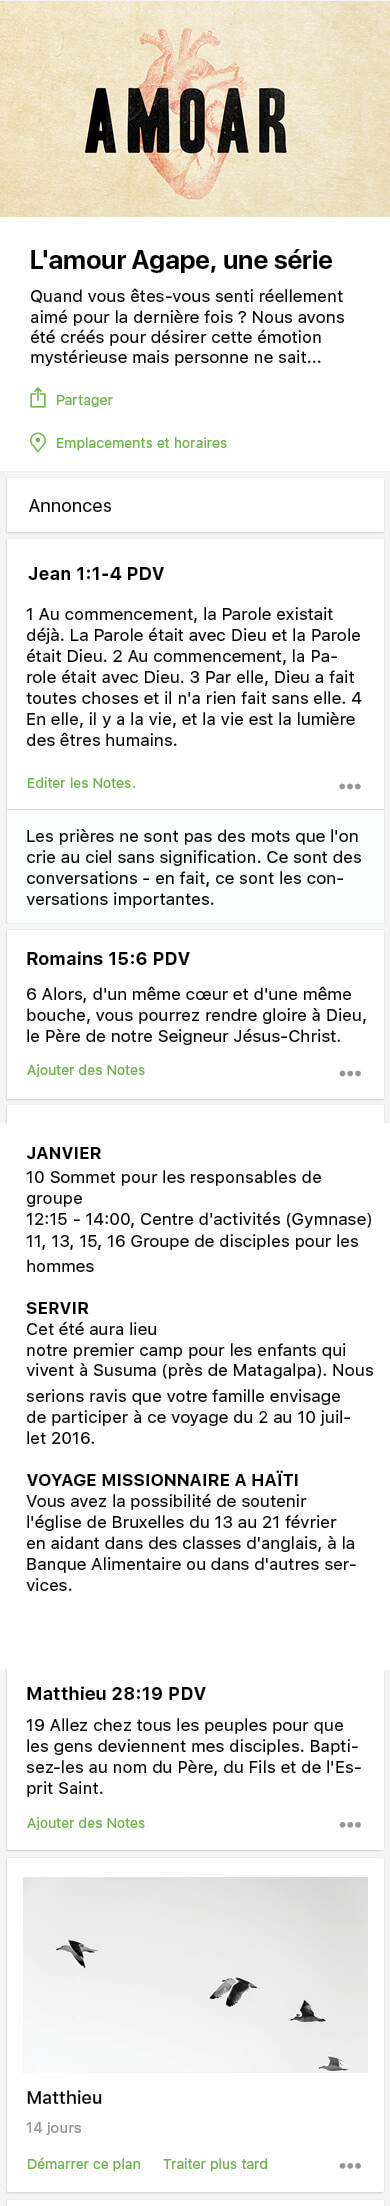 AMOAR
L'amour Agape, une série
Quand vous êtes-vous senti réellement
aimé pour la dernière fois ? Nous avons
été créés pour désirer cette émotion
mystérieuse mais personne ne sait...
Partager
Emplacements et horaires
Annonces
Jean 1:1-4 PDV
1 Au commencement, la Parole existait
déjà. La Parole était avec Dieu et la Parole
était Dieu. 2 Au commencement, la Pa-
role était avec Dieu. 3 Par elle, Dieu a fait
toutes choses et il n'a rien fait sans elle. 4
En elle, il y a la vie, et la vie est la lumière
des êtres humains.
Editer les Notes.
Les prières ne sont pas des mots que l'on
crie au ciel sans signification. Ce sont des
conversations - en fait, ce sont les con-
versations importantes.
Romains 15:6 PDV
6 Alors, d'un même cœur et d'une même
bouche, vous pourrez rendre gloire à Dieu,
le Père de notre Seigneur Jésus-Christ.
Ajouter des Notes
JANVIER
10 Sommet pour les responsables de
groupe
12:15 - 14:00, Centre d'activités (Gymnase)
11, 13, 15, 16 Groupe de disciples pour les
hommes
SERVIR
Cet été aura lieu
notre premier camp pour les enfants qui
vivent à Susuma (près de Matagalpa). Nous
serions ravis que votre famille envisage
de participer à ce voyage du 2 au 10 juil-
let 2016.
VOYAGE MISSIONNAIRE A HAÏTI
Vous avez la possibilité de soutenir
l'église de Bruxelles du 13 au 21 février
en aidant dans des classes d'anglais, à la
Banque Alimentaire ou dans d'autres ser-
vices.
Matthieu 28:19 PDV
19 Allez chez tous les peuples pour que
les gens deviennent mes disciples. Bapti-
sez-les au nom du Père, du Fils et de l'Es-
prit Saint.
Ajouter des Notes
Matthieu
14 jours
Démarrer ce plan Traiter plus tard